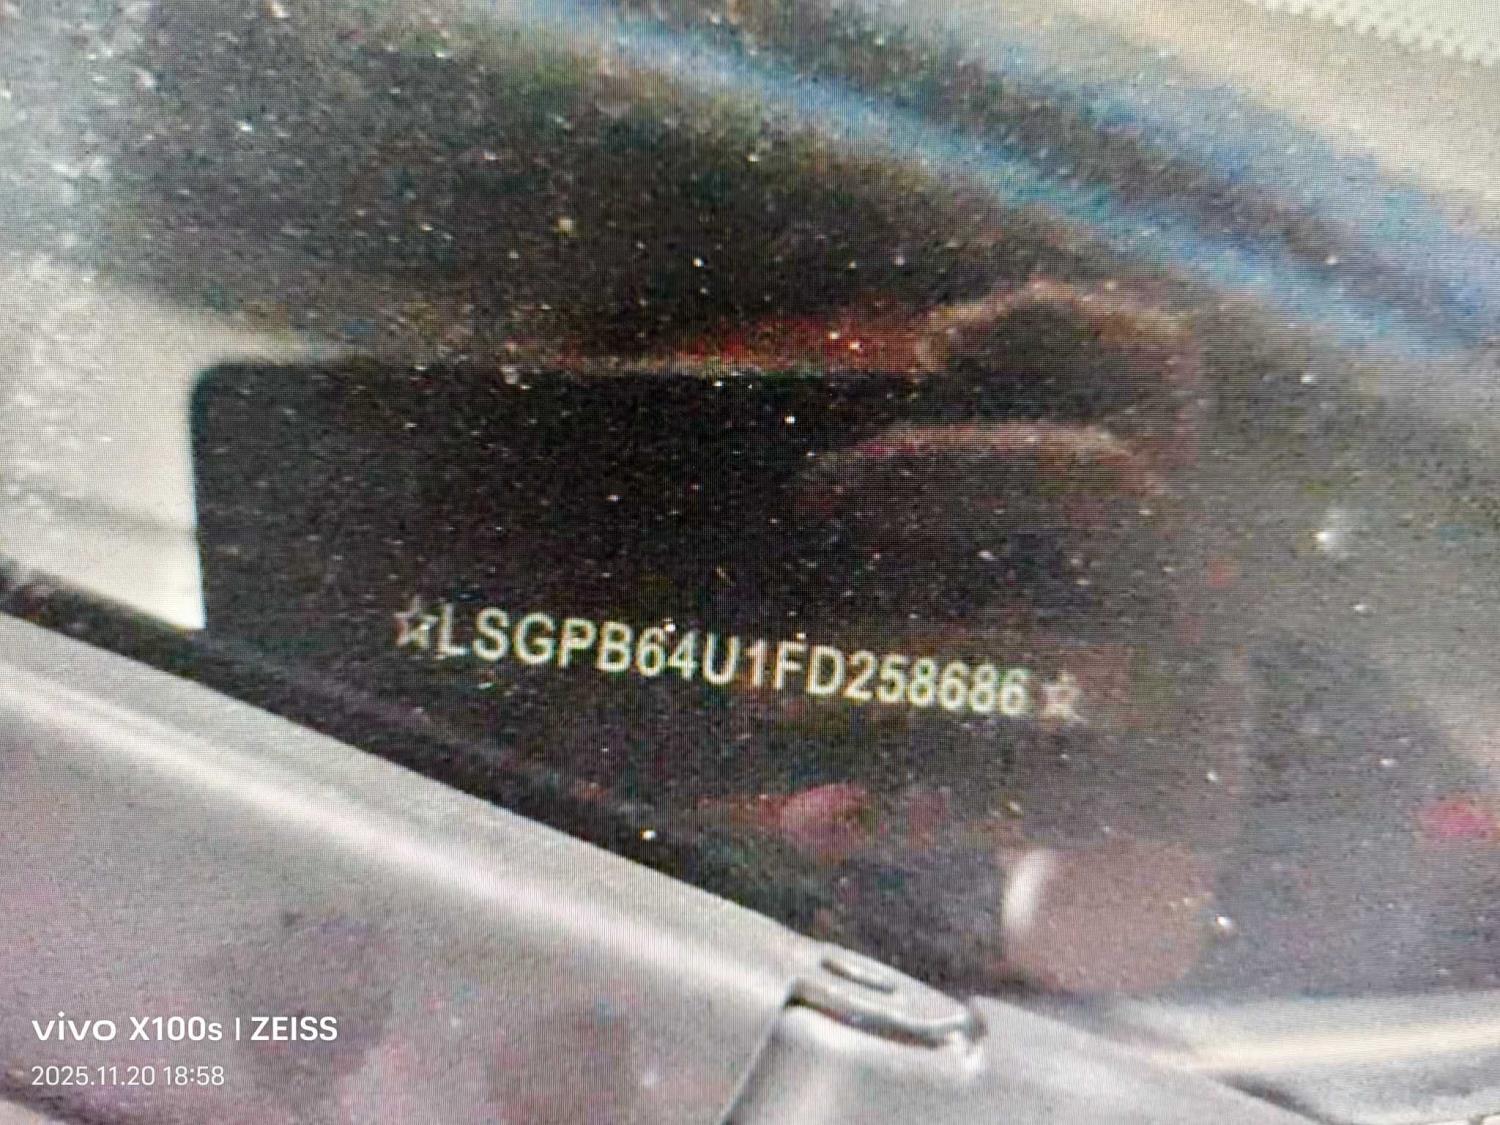 ☆LSGPB64U1FD258686☆
vivo X100s | ZEISS
2025.11.20 18:58